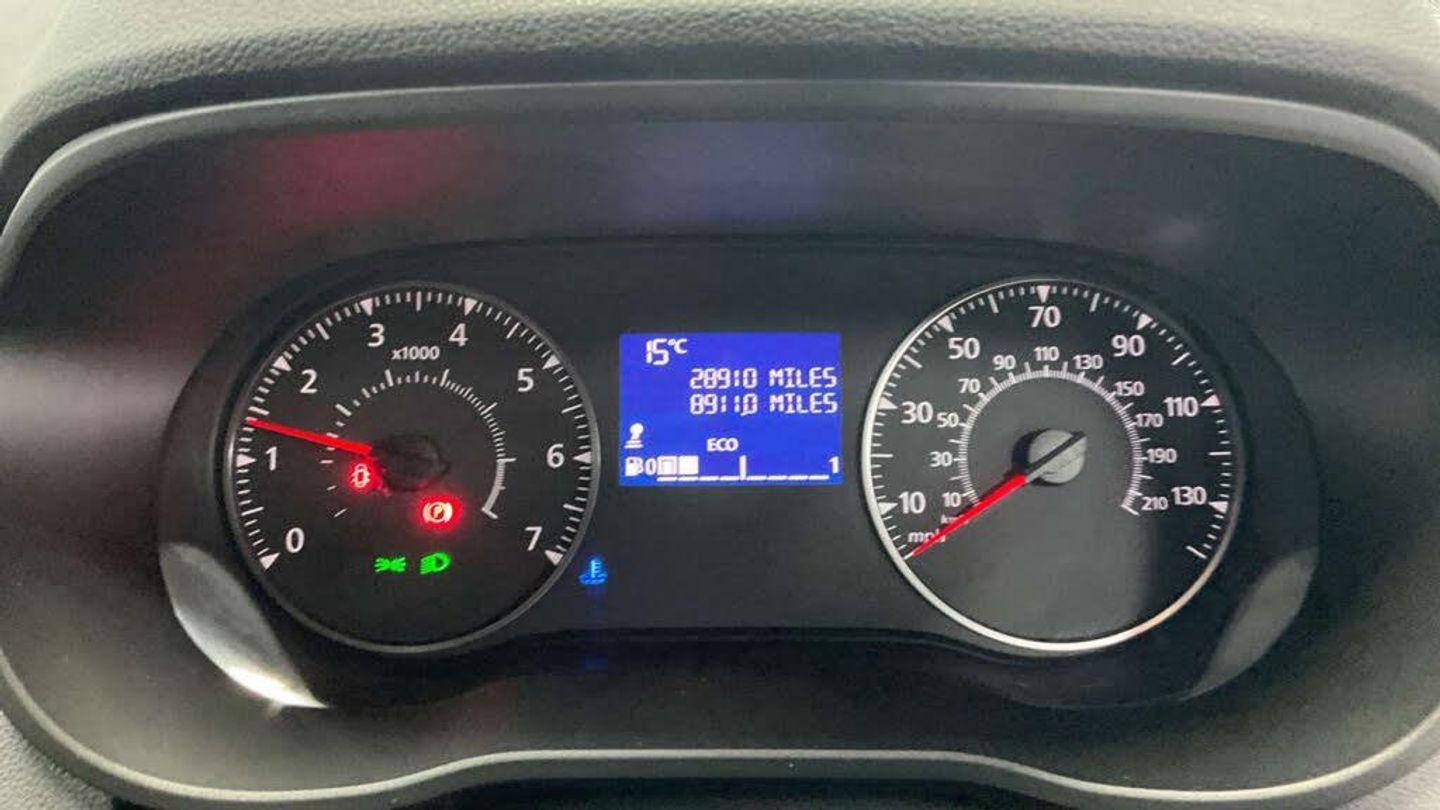 15°C
28910 MILES
8911,0 MILES
ECO
0 1
x1000
0 1 2 3 4 5 6 7
P
10 30 50 70 90 110 130
10 30 50 70 90 110 130 150 170 190 210
mph